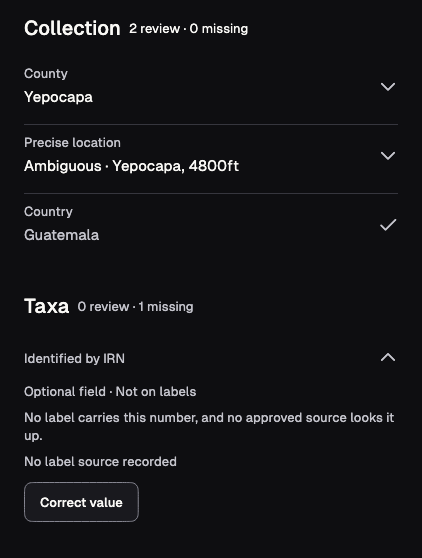 Collection 2 review · 0 missing
County
Yepocapa
Precise location
Ambiguous · Yepocapa, 4800ft
Country
Guatemala
Taxa 0 review · 1 missing
Identified by IRN
Optional field · Not on labels
No label carries this number, and no approved source looks it
up.
No label source recorded
Correct value